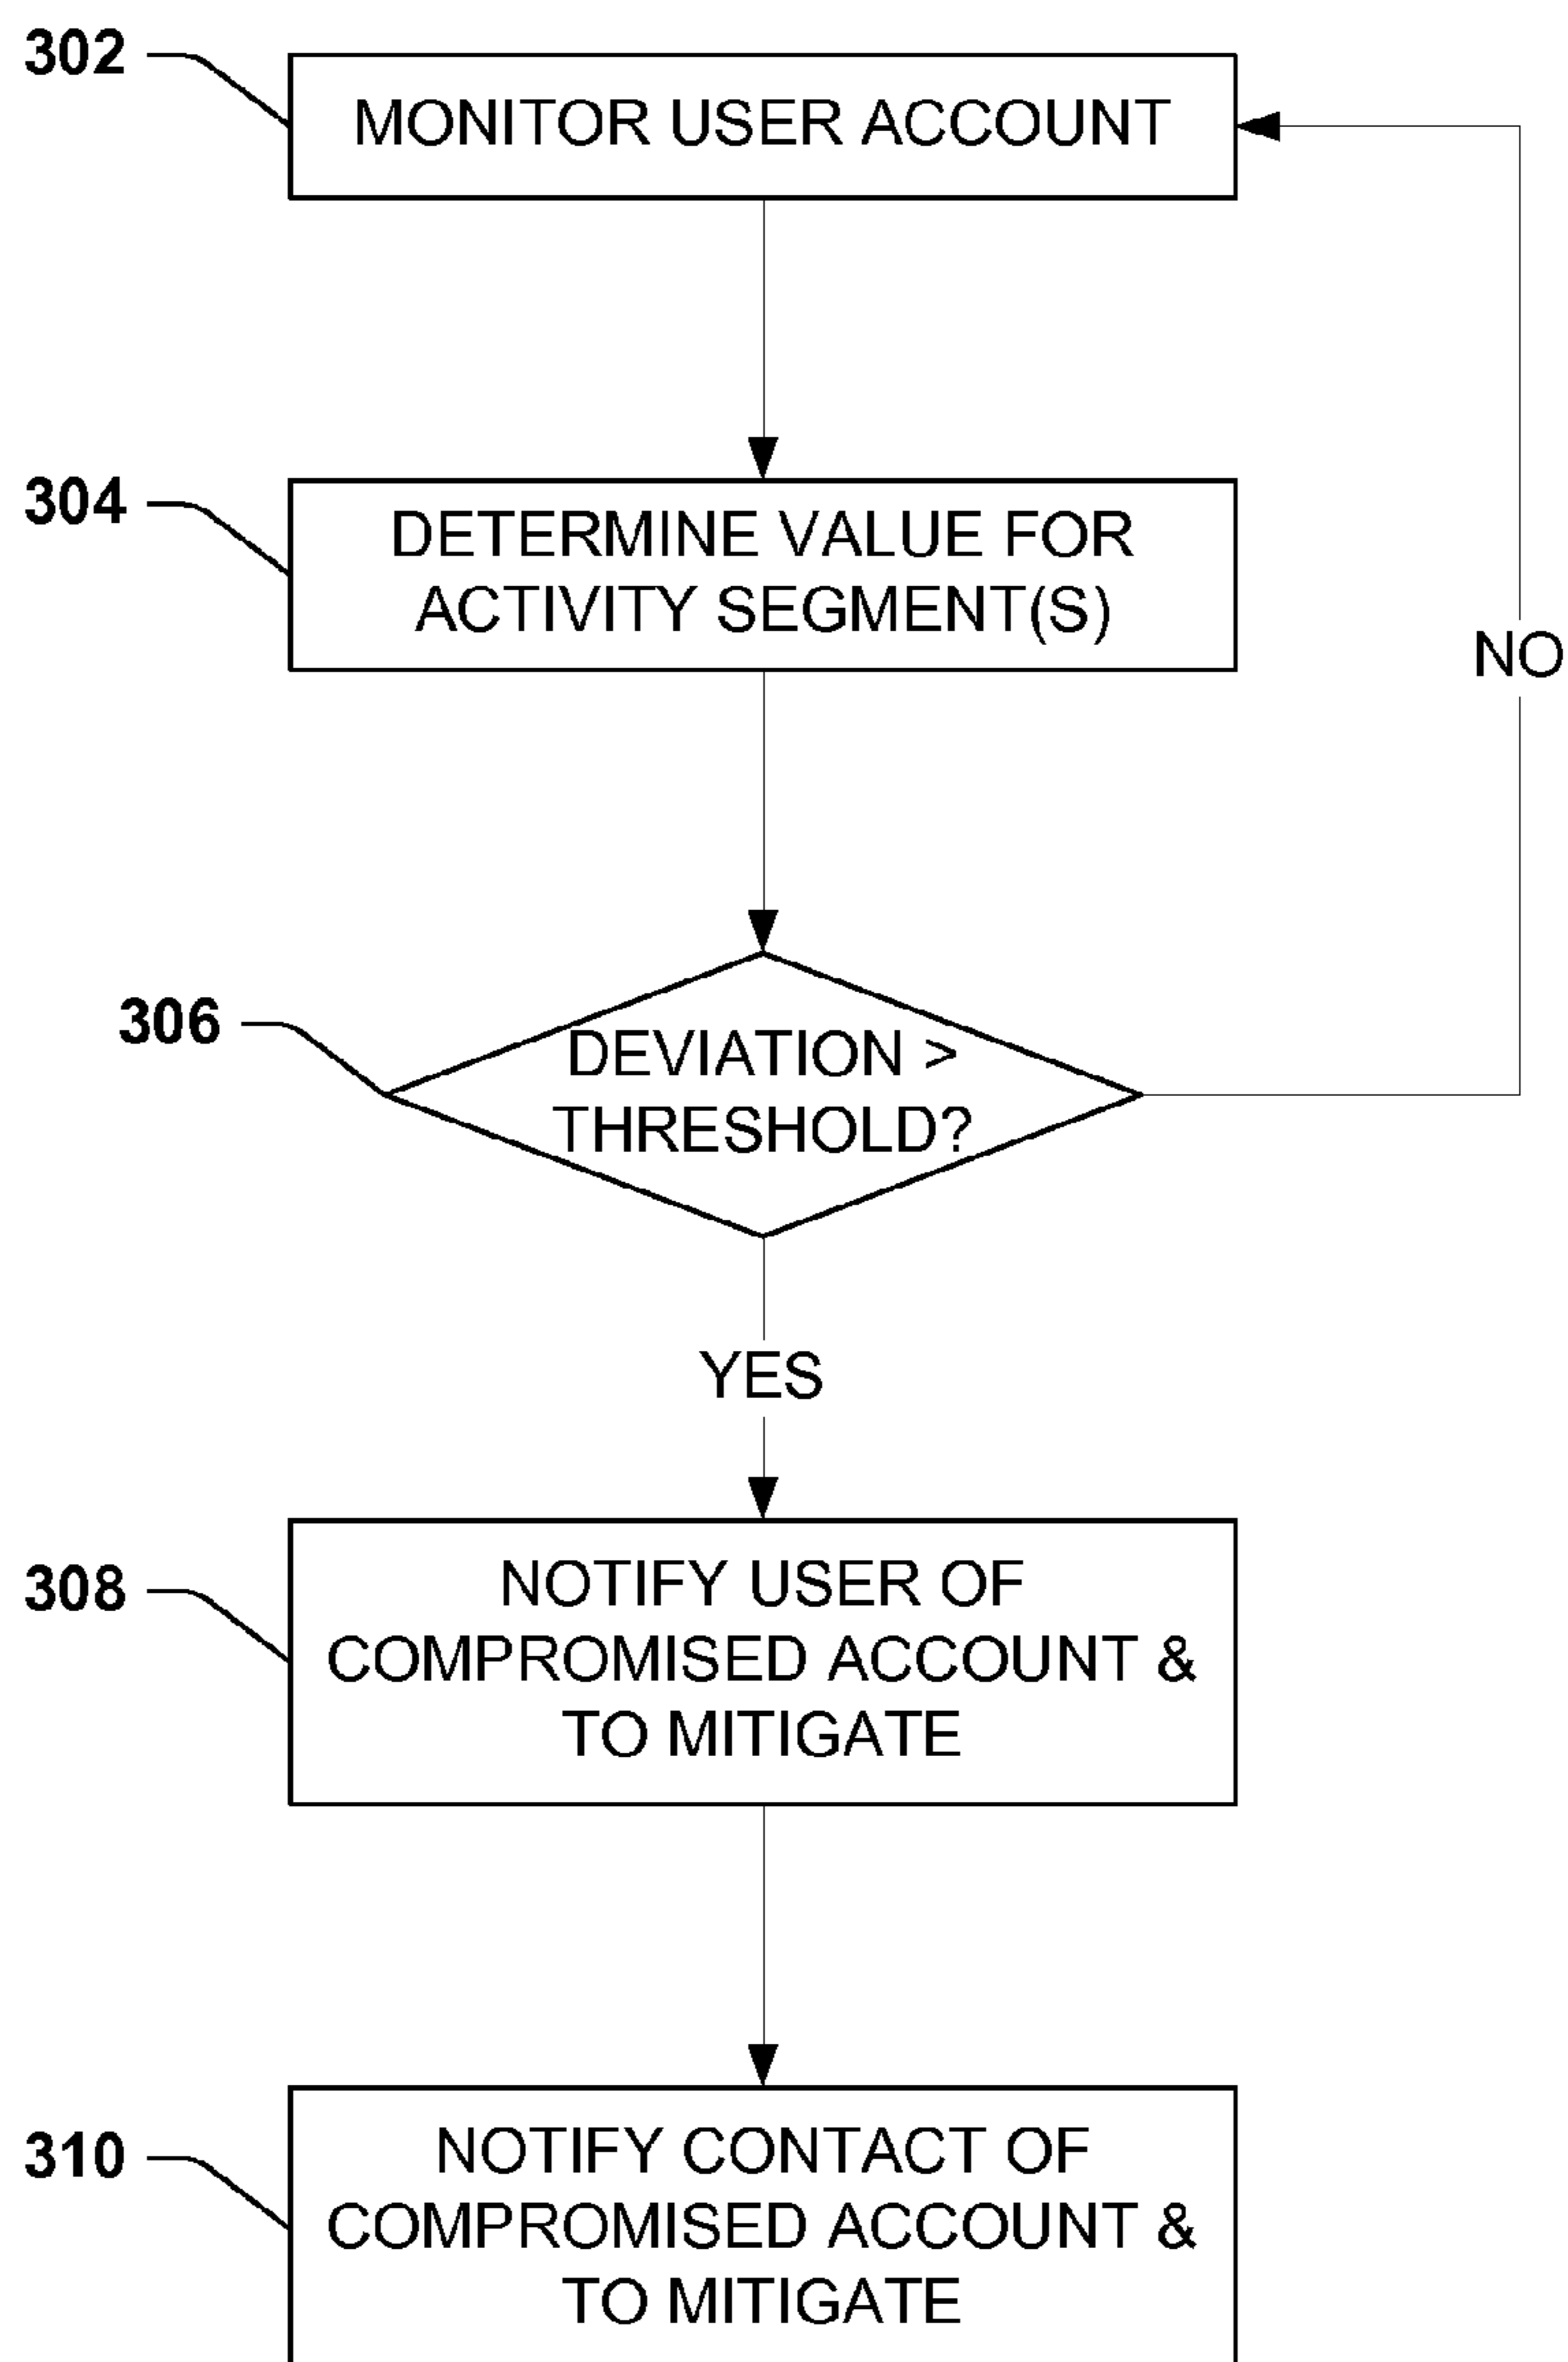 302
MONITOR USER ACCOUNT
304
DETERMINE VALUE FOR
ACTIVITY SEGMENT(S)
NO
306
DEVIATION >
THRESHOLD?
YES
308
NOTIFY USER OF
COMPROMISED ACCOUNT &
TO MITIGATE
310
NOTIFY CONTACT OF
COMPROMISED ACCOUNT &
TO MITIGATE